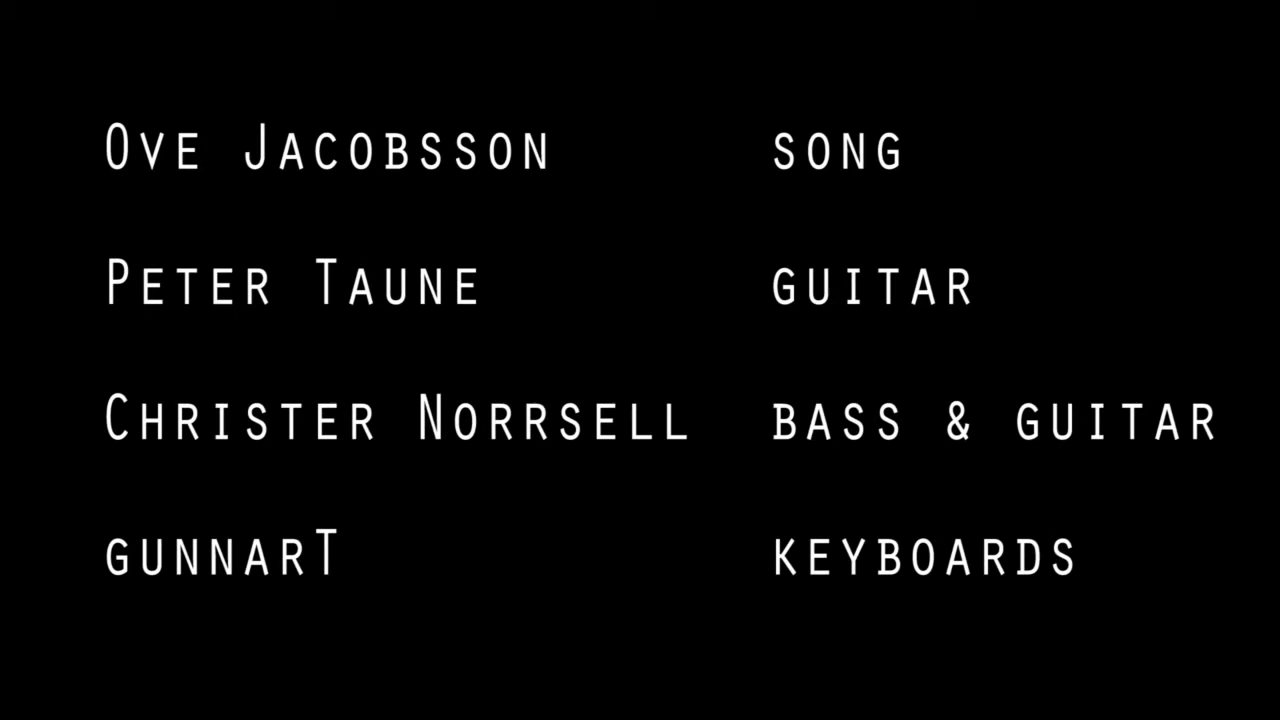 Ove Jacobsson song
Peter Taune guitar
Christer Norrsell bass & guitar
gunnarT keyboards